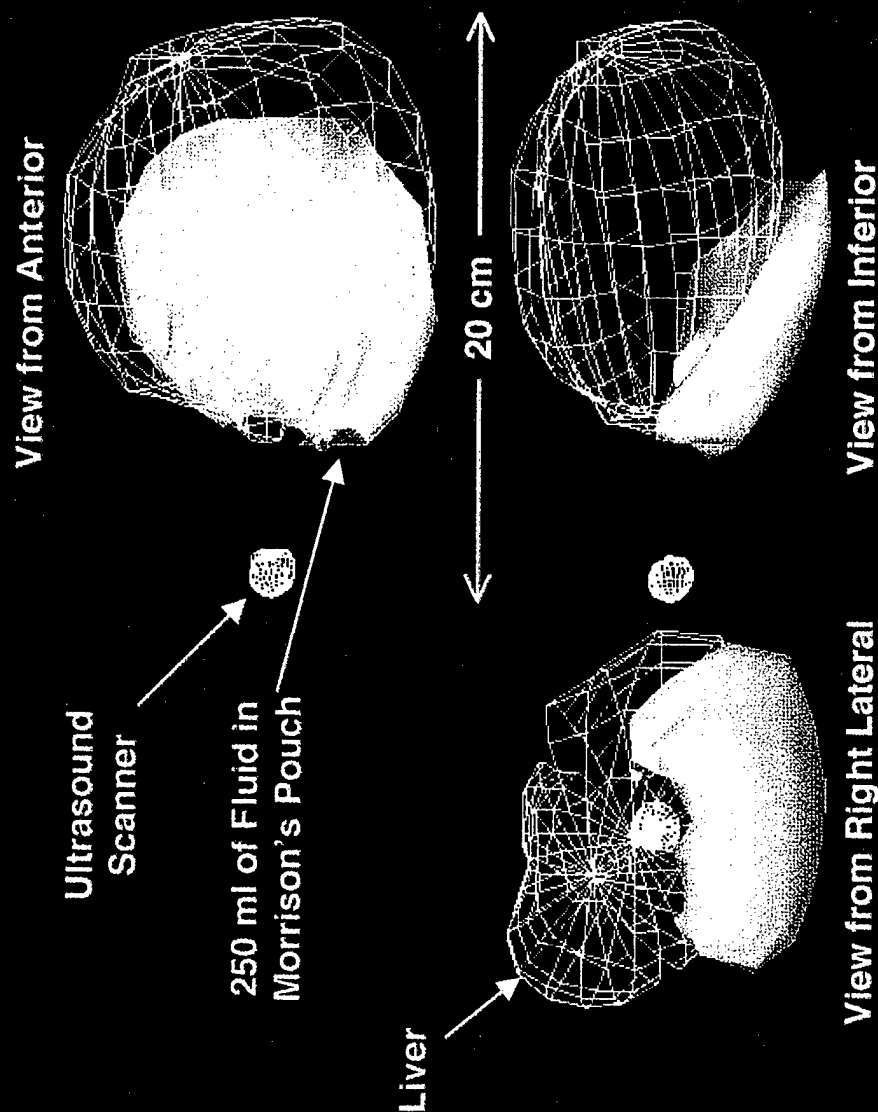 Ultrasound
Scanner
View from Anterior
250 ml of Fluid in
Morrison's Pouch
Liver
20 cm
View from Right Lateral
View from Inferior